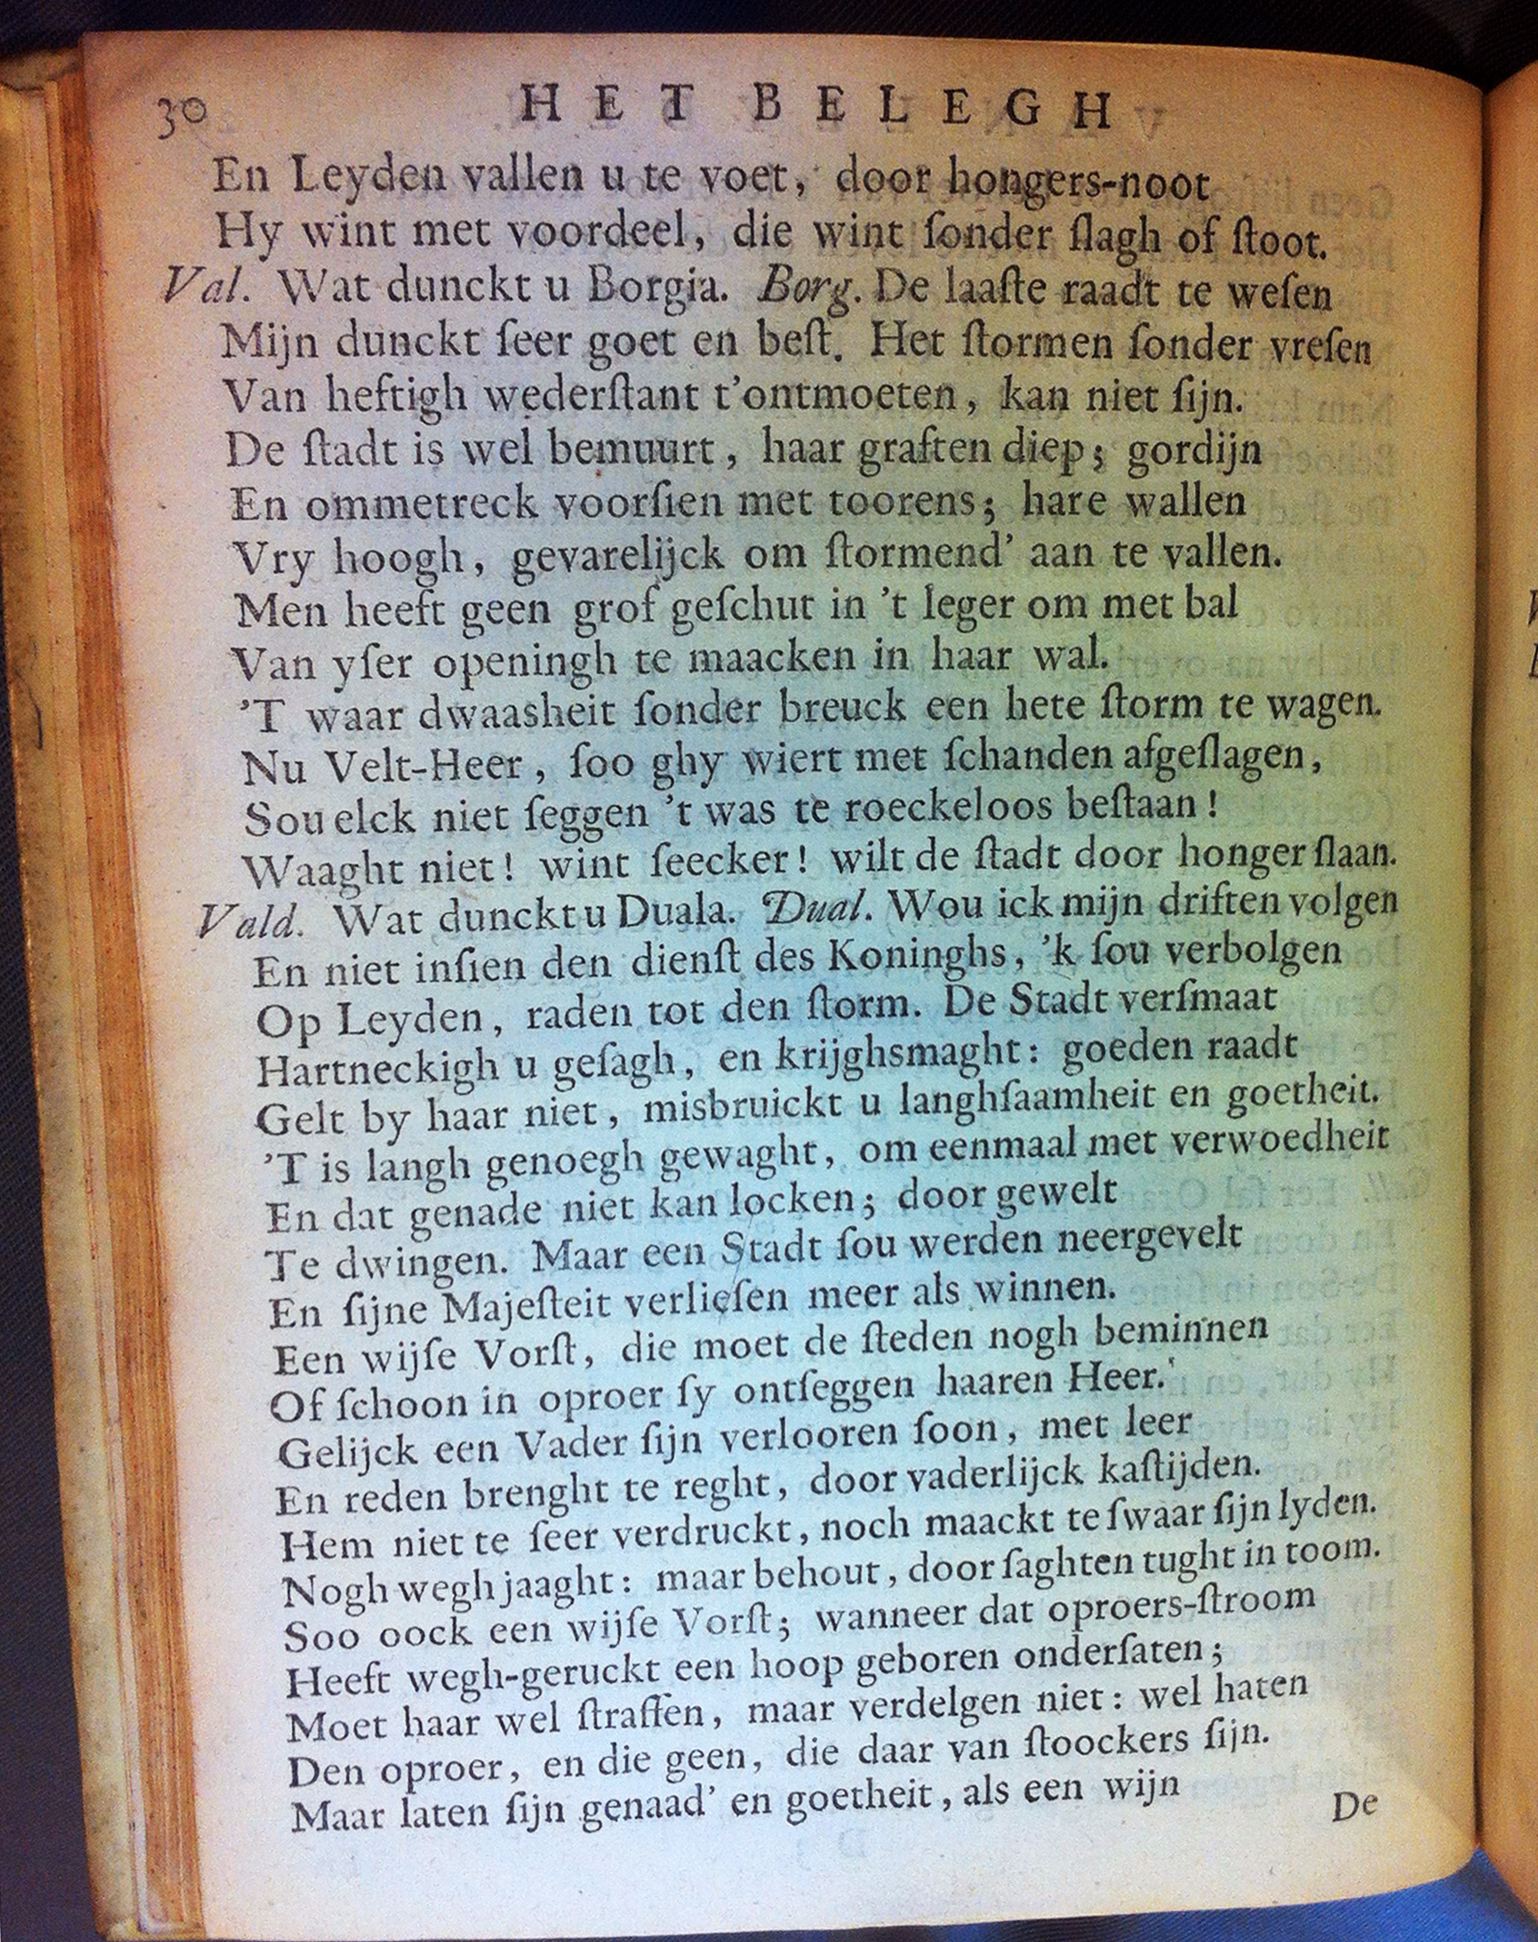 30 HET BELEGH
En Leyden vallen u te voet, door hongers-noot
Hy wint met voordeel, die wint ſonder ſlagh of ſtoot.
Val. Wat dunckt u Borgia. Borg. De laaſte raadt te weſen
Mijn dunckt ſeer goet en beſt. Het ſtormen ſonder vreſen
Van heftigh wederſtant t'ontmoeten, kan niet ſijn.
De ſtadt is wel bemuurt, haar graften diep; gordijn
En ommetreck voorſien met toorens; hare wallen
Vry hoogh, gevarelijck om ſtormend' aan te vallen.
Men heeft geen grof geſchut in 't leger om met bal
Van yſer openingh te maacken in haar wal.
'T waar dwaasheit ſonder breuck een hete ſtorm te wagen.
Nu Velt-Heer, ſoo ghy wiert met ſchanden afgeſlagen,
Sou elck niet ſeggen 't was te roeckeloos beſtaan!
Waaght niet! wint ſeecker! wilt de ſtadt door honger ſlaan.
Vald. Wat dunckt u Duala. Dual. Wou ick mijn driften volgen
En niet inſien den dienſt des Koninghs, 'k ſou verbolgen
Op Leyden, raden tot den ſtorm. De Stadt verſmaat
Hartneckigh u geſagh, en krijghsmaght: goeden raadt
Gelt by haar niet, misbruickt u langhſaamheit en goetheit.
'T is langh genoegh gewaght, om eenmaal met verwoedheit
En dat genade niet kan locken; door gewelt
Te dwingen. Maar een Stadt ſou werden neergevelt
En ſijne Majeſteit verlieſen meer als winnen.
Een wijſe Vorſt, die moet de ſteden nogh beminnen
Of ſchoon in oproer ſy ontſeggen haaren Heer.
Gelijck een Vader ſijn verlooren ſoon, met leer
En reden brenght te reght, door vaderlijck kaſtijden.
Hem niet te ſeer verdruckt, noch maackt te ſwaar ſijn lyden.
Nogh wegh jaaght: maar behout, door ſaghten tught in toom.
Soo oock een wijſe Vorſt; wanneer dat oproers-ſtroom
Heeft wegh-geruckt een hoop geboren onderſaten;
Moet haar wel ſtraffen, maar verdelgen niet: wel haten
Den oproer, en die geen, die daar van ſtoockers ſijn.
Maar laten ſijn genaad' en goetheit, als een wijn
De